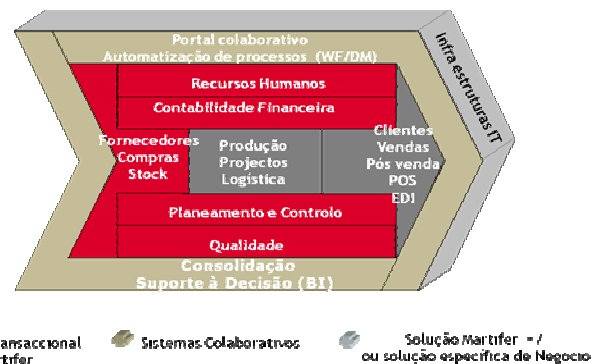 Portal colaborativo
Automatização de processos (WF/DM)
Infra estruturas IT
Recursos Humanos
Contabilidade Financeira
Fornecedores
Compras
Stock
Produção
Projectos
Logística
Clientes
Vendas
Pós venda
POS
EDI
Planeamento e Controlo
Qualidade
Consolidação
Suporte à Decisão (BI)
ansaccional
rtifer
Sistemas Colaborativos
Solução Martifer = /
ou solução específica de Negocio